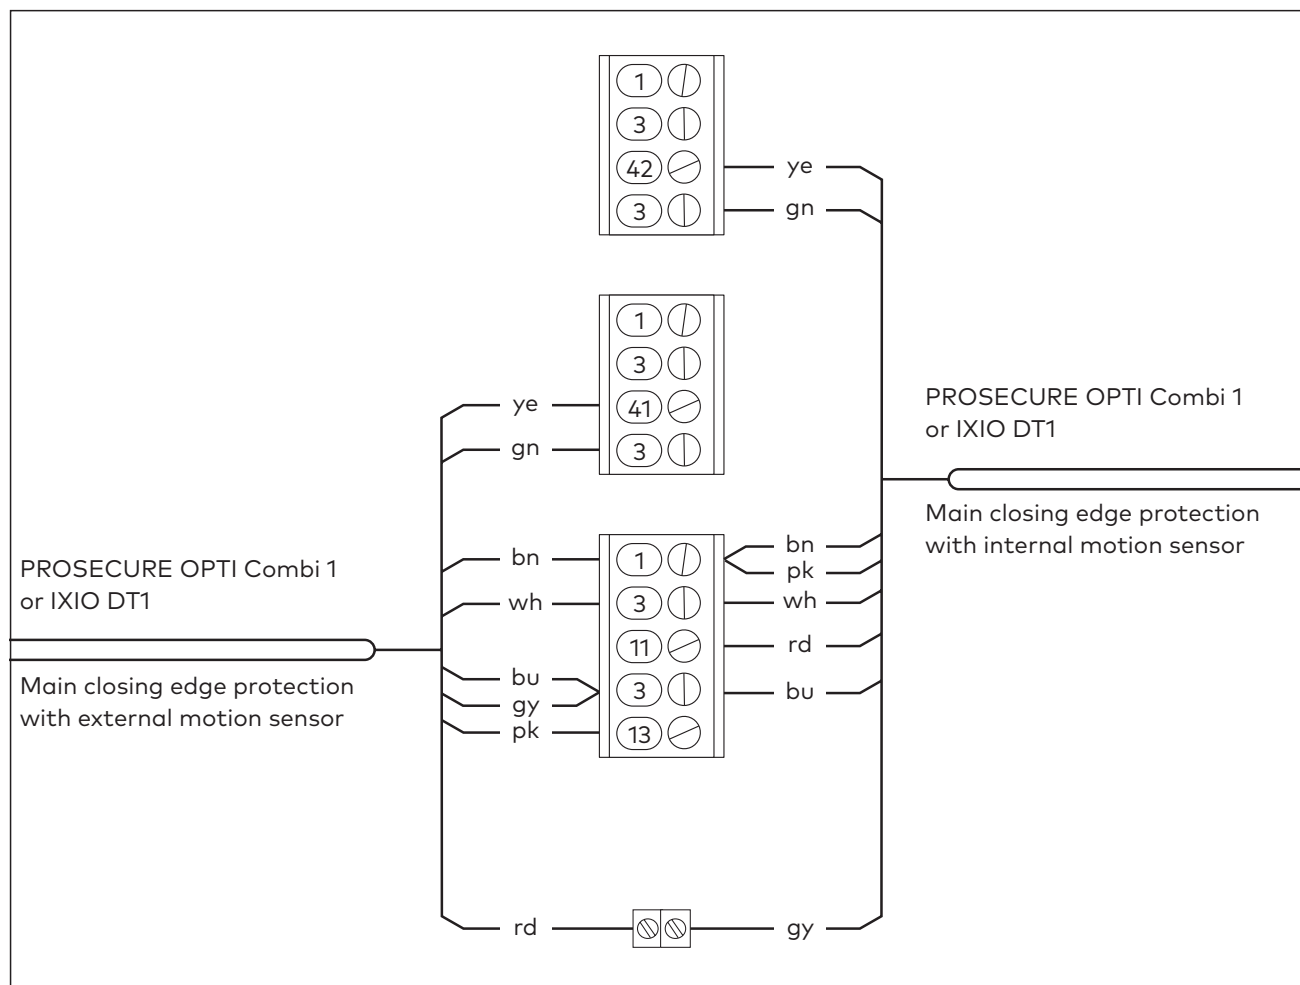 1
3
42 ye
3 gn
1
3
ye 41
gn 3
PROSECURE OPTI Combi 1
or IXIO DT1
Main closing edge protection
with internal motion sensor
PROSECURE OPTI Combi 1
or IXIO DT1
Main closing edge protection
with external motion sensor
bn 1 bn
pk
wh 3 wh
11 rd
bu 3 bu
gy
pk 13
rd gy